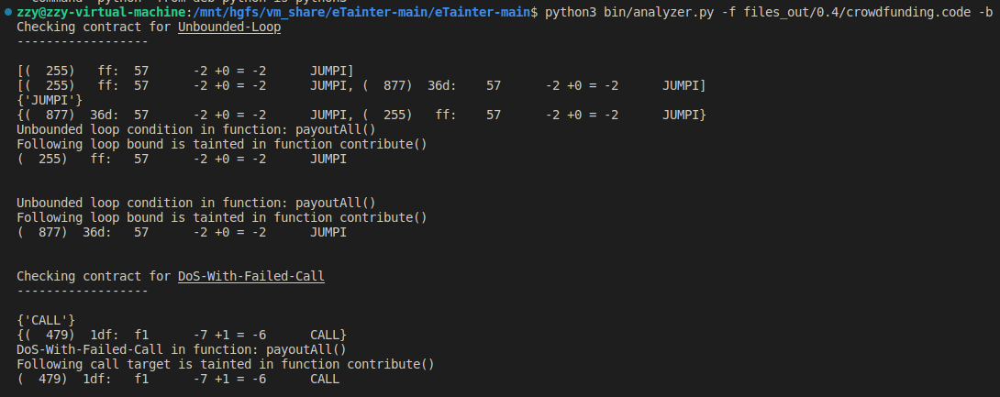 command 'python' from deb python-is-python3
zzy@zzy-virtual-machine:/mnt/hgfs/vm_share/eTainter-main/eTainter-main$ python3 bin/analyzer.py -f files_out/0.4/crowdfunding.code -b
Checking contract for Unbounded-Loop
------------------
[(  255)   ff:  57      -2 +0 = -2      JUMPI]
[(  255)   ff:  57      -2 +0 = -2      JUMPI, (  877)  36d:    57      -2 +0 = -2      JUMPI]
{'JUMPI'}
{(  877)  36d:  57      -2 +0 = -2      JUMPI, (  255)   ff:    57      -2 +0 = -2      JUMPI}
Unbounded loop condition in function: payoutAll()
Following loop bound is tainted in function contribute()
(  255)   ff:   57      -2 +0 = -2      JUMPI
Unbounded loop condition in function: payoutAll()
Following loop bound is tainted in function contribute()
(  877)  36d:   57      -2 +0 = -2      JUMPI
Checking contract for DoS-With-Failed-Call
------------------
{'CALL'}
{(  479)  1df:  f1      -7 +1 = -6      CALL}
DoS-With-Failed-Call in function: payoutAll()
Following call target is tainted in function contribute()
(  479)  1df:   f1      -7 +1 = -6      CALL